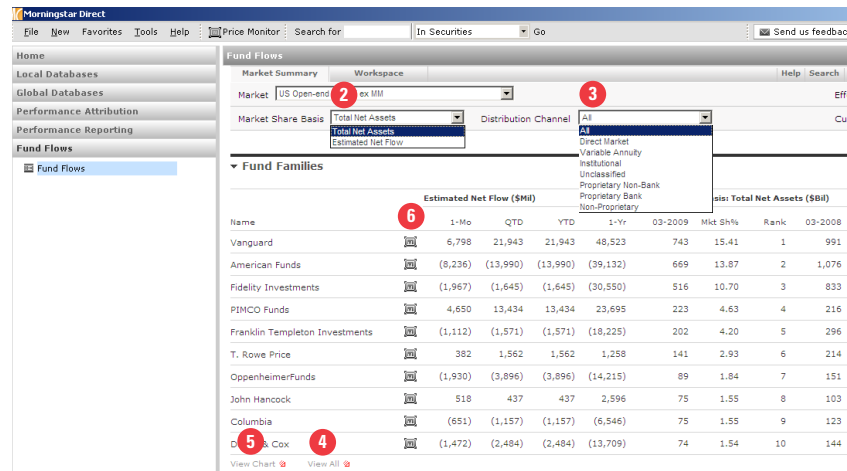 Morningstar Direct
File New Favorites Tools Help Price Monitor Search for In Securities Go Send us feedbac
Home
Local Databases
Global Databases
Performance Attribution
Performance Reporting
Fund Flows
Fund Flows
Fund Flows
Market Summary Workspace Help Search
Market US Open-end ex MM Eff
2 3
Market Share Basis Total Net Assets Distribution Channel All Cu
Total Net Assets
Estimated Net Flow
All
Direct Market
Variable Annuity
Institutional
Unclassified
Proprietary Non-Bank
Proprietary Bank
Non-Proprietary
Fund Families
Estimated Net Flow ($Mil) asis: Total Net Assets ($Bil)
6
Name 1-Mo QTD YTD 1-Yr 03-2009 Mkt Sh% Rank 03-2008
Vanguard 6,798 21,943 21,943 48,523 743 15.41 1 991
American Funds (8,236) (13,990) (13,990) (39,132) 669 13.87 2 1,076
Fidelity Investments (1,967) (1,645) (1,645) (30,550) 516 10.70 3 833
PIMCO Funds 4,650 13,434 13,434 23,695 223 4.63 4 216
Franklin Templeton Investments (1,112) (1,571) (1,571) (18,225) 202 4.20 5 296
T. Rowe Price 382 1,562 1,562 1,258 141 2.93 6 214
OppenheimerFunds (1,930) (3,896) (3,896) (14,215) 89 1.84 7 151
John Hancock 518 437 437 2,596 75 1.55 8 103
Columbia (651) (1,157) (1,157) (6,546) 75 1.55 9 123
D & Cox (1,472) (2,484) (2,484) (13,709) 74 1.54 10 144
5 4
View Chart View All